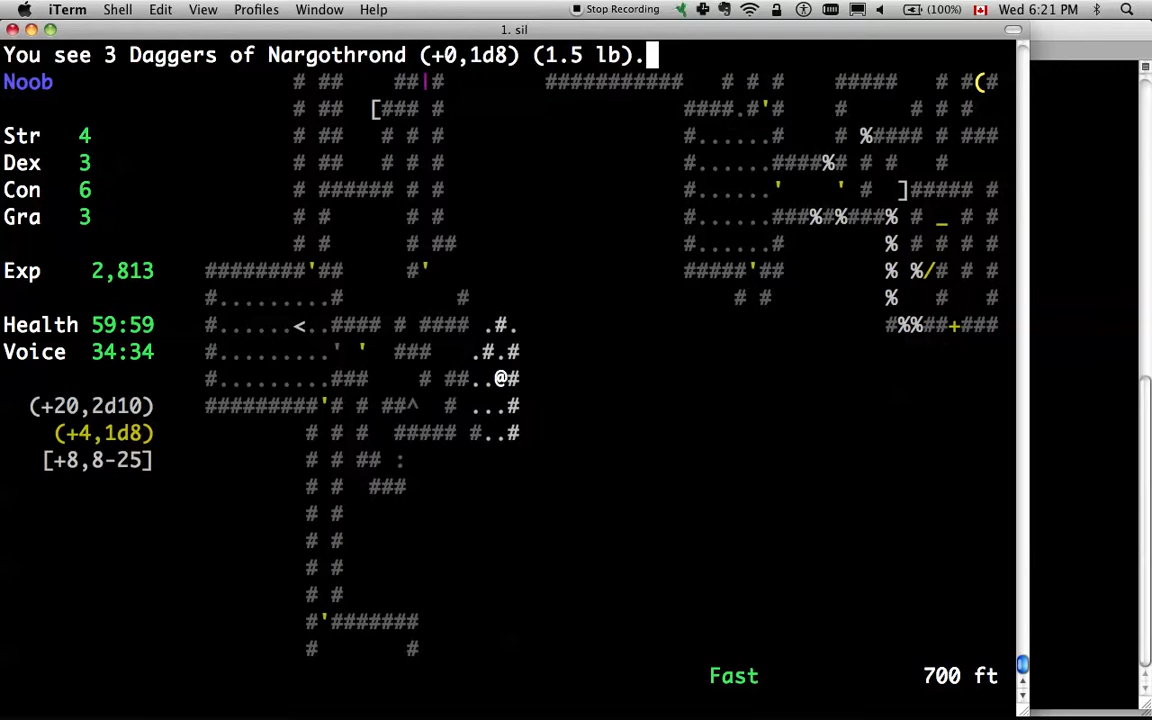 iTerm Shell Edit View Profiles Window Help Stop Recording (100%) Wed 6:21 PM
1. sil
You see 3 Daggers of Nargothrond (+0,1d8) (1.5 lb).
Noob
Str 4
Dex 3
Con 6
Gra 3
Exp 2,813
Health 59:59
Voice 34:34
(+20,2d10)
(+4,1d8)
[+8,8-25]
Fast 700 ft